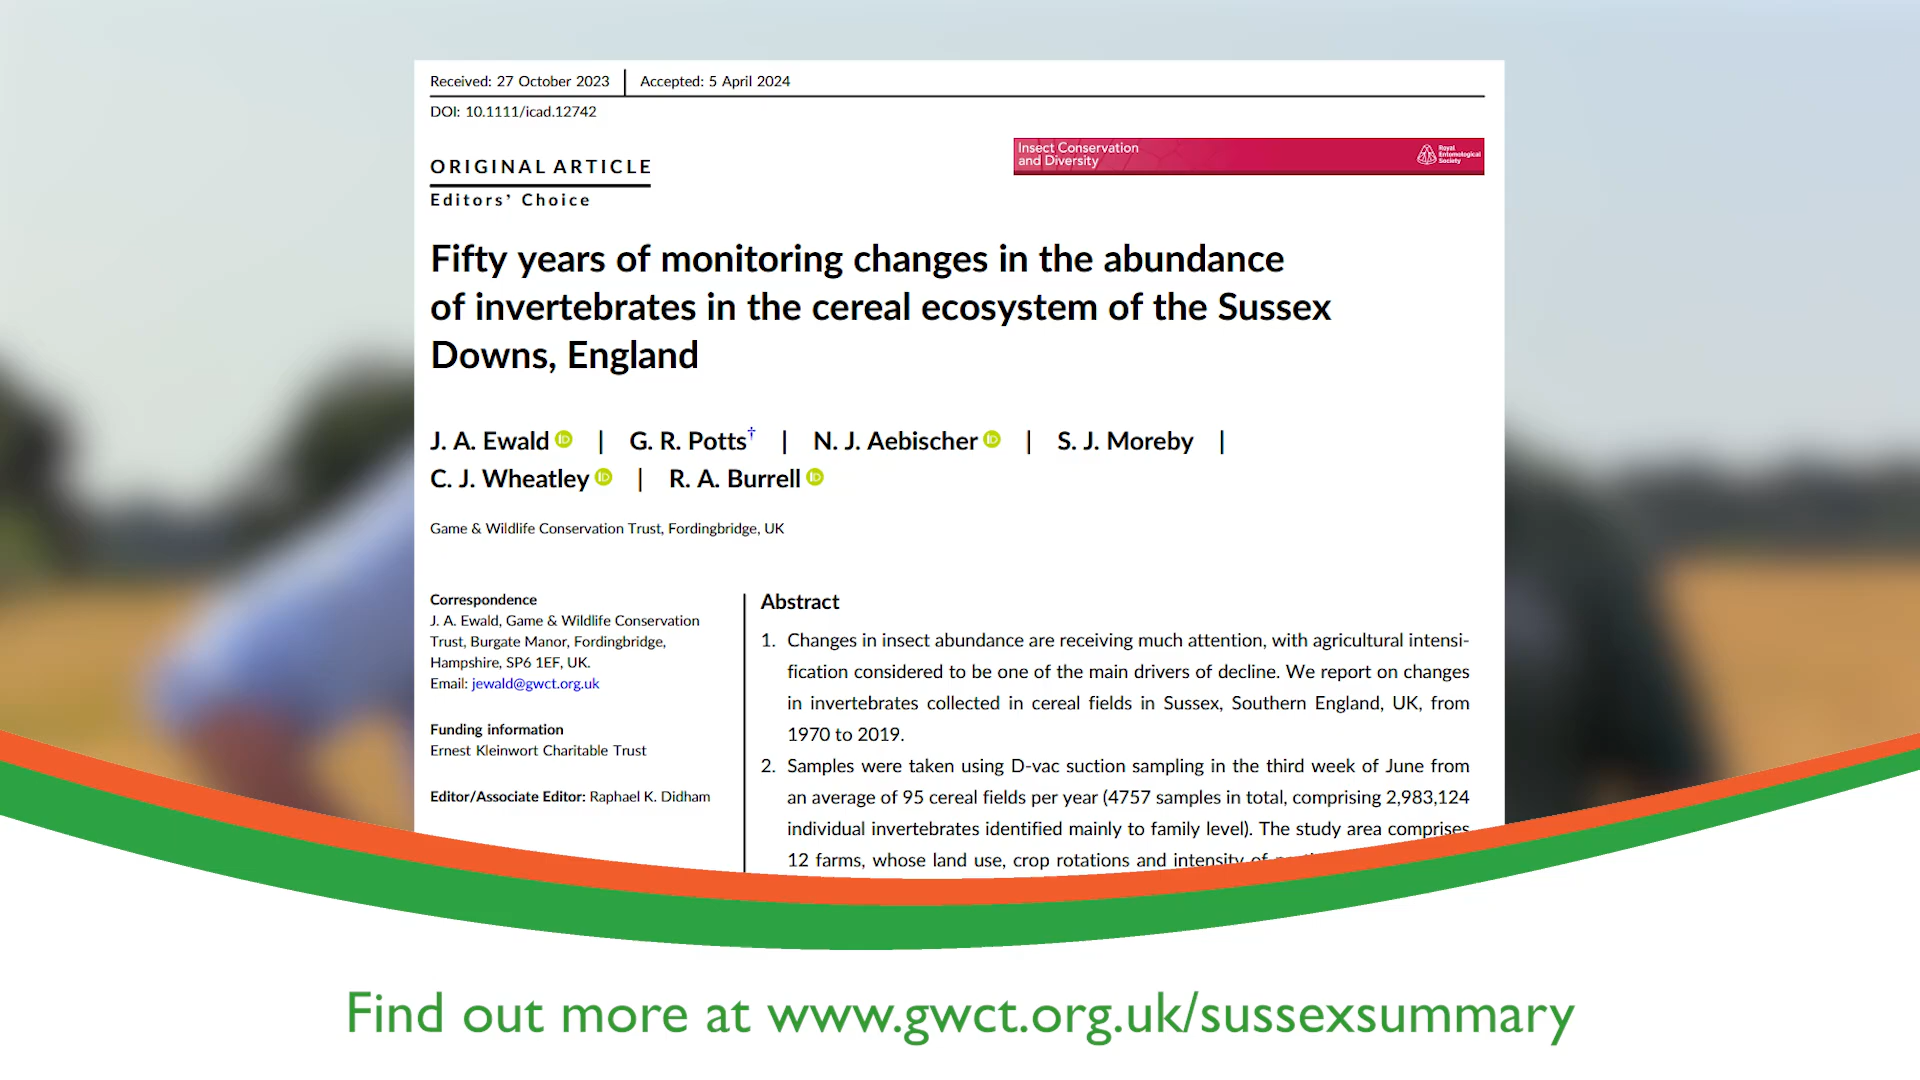 Received: 27 October 2023 | Accepted: 5 April 2024
DOI: 10.1111/icad.12742
Insect Conservation
and Diversity
Royal
Entomological
Society
ORIGINAL ARTICLE
Editors’ Choice
Fifty years of monitoring changes in the abundance
of invertebrates in the cereal ecosystem of the Sussex
Downs, England
J. A. Ewald iD | G. R. Potts† | N. J. Aebischer iD | S. J. Moreby |
C. J. Wheatley iD | R. A. Burrell iD
Game & Wildlife Conservation Trust, Fordingbridge, UK
Correspondence
J. A. Ewald, Game & Wildlife Conservation
Trust, Burgate Manor, Fordingbridge,
Hampshire, SP6 1EF, UK.
Email: jewald@gwct.org.uk
Funding information
Ernest Kleinwort Charitable Trust
Editor/Associate Editor: Raphael K. Didham
Abstract
1. Changes in insect abundance are receiving much attention, with agricultural intensi-
fication considered to be one of the main drivers of decline. We report on changes
in invertebrates collected in cereal fields in Sussex, Southern England, UK, from
1970 to 2019.
2. Samples were taken using D-vac suction sampling in the third week of June from
an average of 95 cereal fields per year (4757 samples in total, comprising 2,983,124
individual invertebrates identified mainly to family level). The study area comprises
12 farms, whose land use, crop rotations and intensity of
Find out more at www.gwct.org.uk/sussexsummary